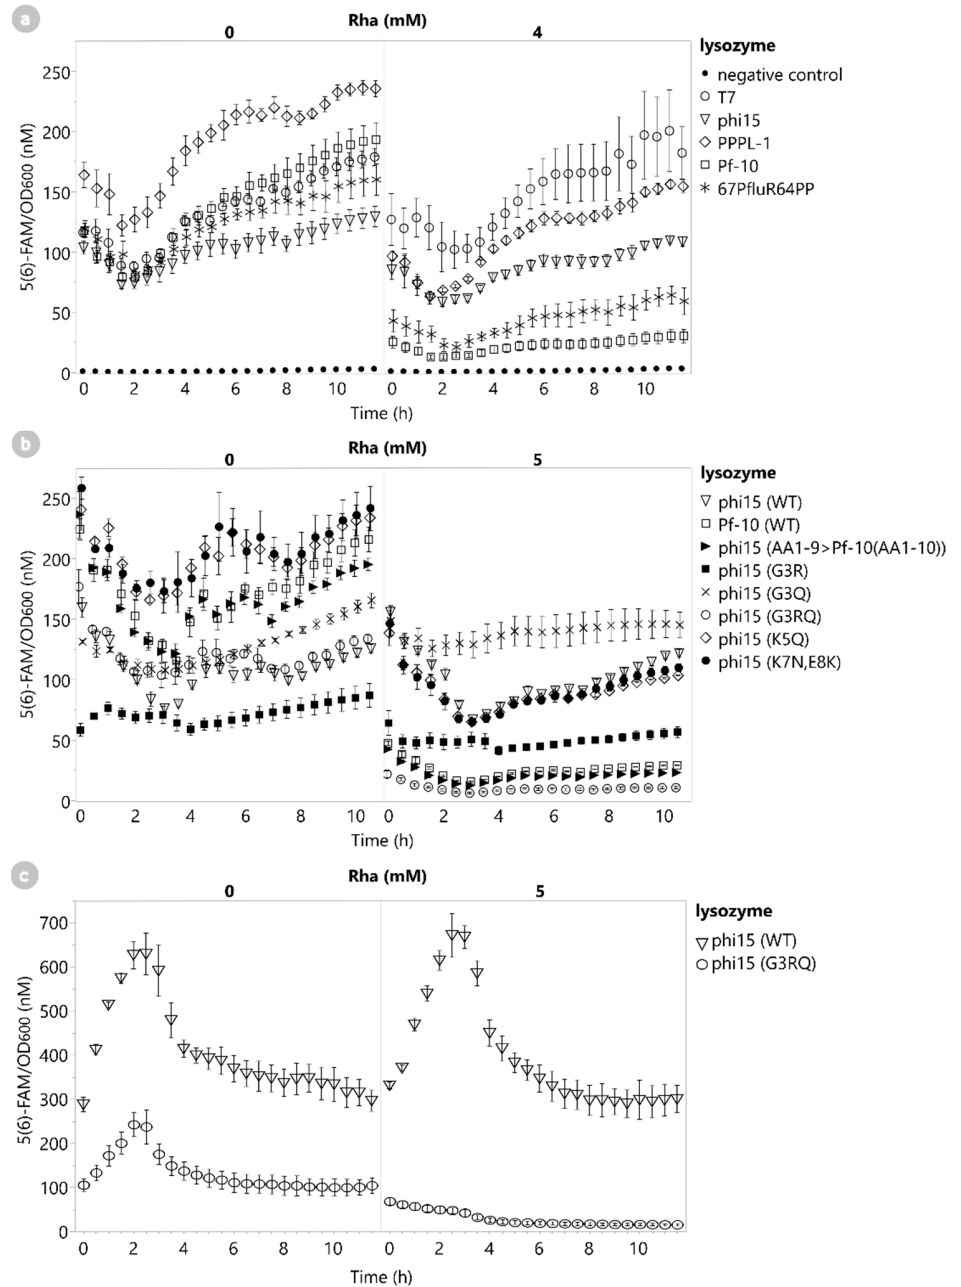 a
Rha (mM)
0
4
lysozyme
negative control
T7
phi15
PPPL-1
Pf-10
67PfluR64PP
5(6)-FAM/OD600 (nM)
250
200
150
100
50
0
0 2 4 6 8 10 0 2 4 6 8 10
Time (h)
b
Rha (mM)
0
5
lysozyme
phi15 (WT)
Pf-10 (WT)
phi15 (AA1-9>Pf-10(AA1-10))
phi15 (G3R)
phi15 (G3Q)
phi15 (G3RQ)
phi15 (K5Q)
phi15 (K7N,E8K)
5(6)-FAM/OD600 (nM)
250
200
150
100
50
0
0 2 4 6 8 10 0 2 4 6 8 10
Time (h)
c
Rha (mM)
0
5
lysozyme
phi15 (WT)
phi15 (G3RQ)
5(6)-FAM/OD600 (nM)
700
600
500
400
300
200
100
0
0 2 4 6 8 10 0 2 4 6 8 10
Time (h)